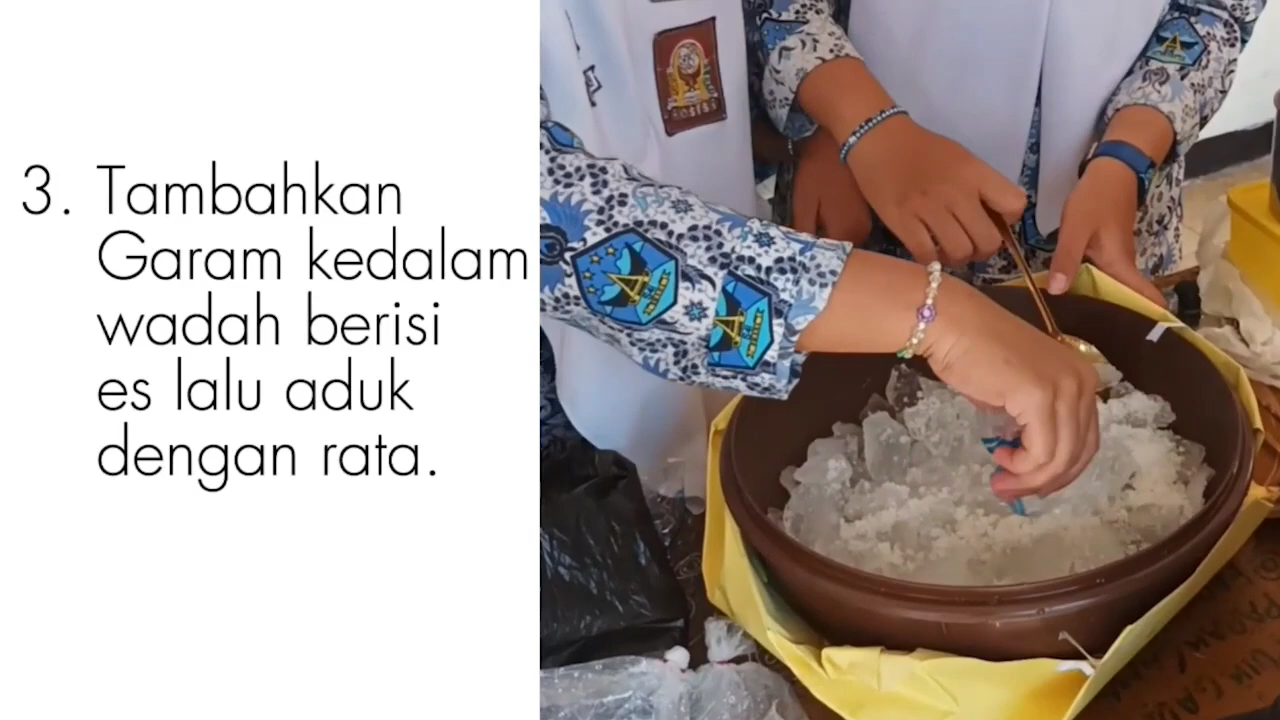 3. Tambahkan
Garam kedalam
wadah berisi
es lalu aduk
dengan rata.